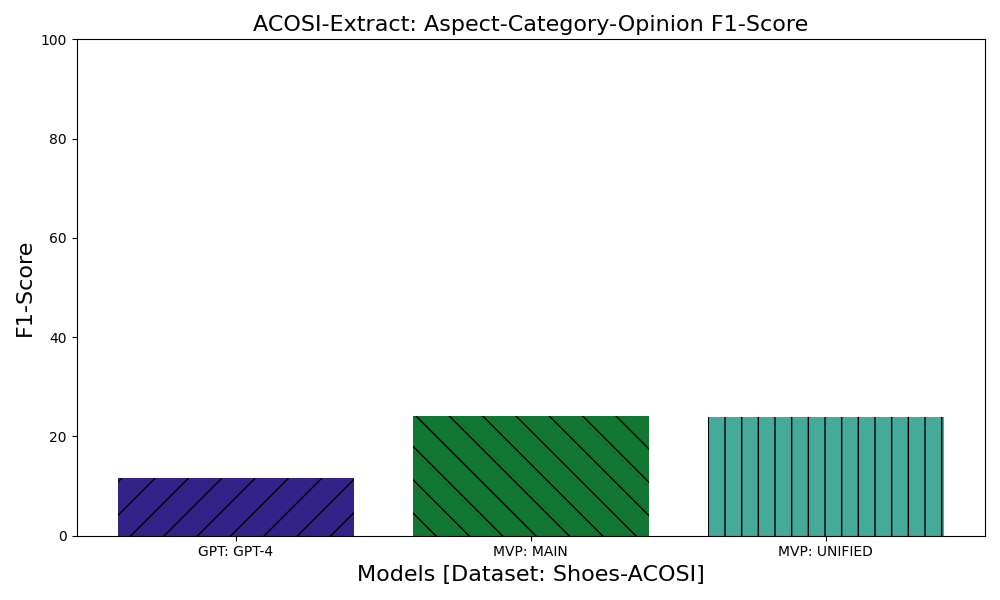 ACOSI-Extract: Aspect-Category-Opinion F1-Score
100
80
60
40
20
0
F1-Score
GPT: GPT-4
MVP: MAIN
MVP: UNIFIED
Models [Dataset: Shoes-ACOSI]